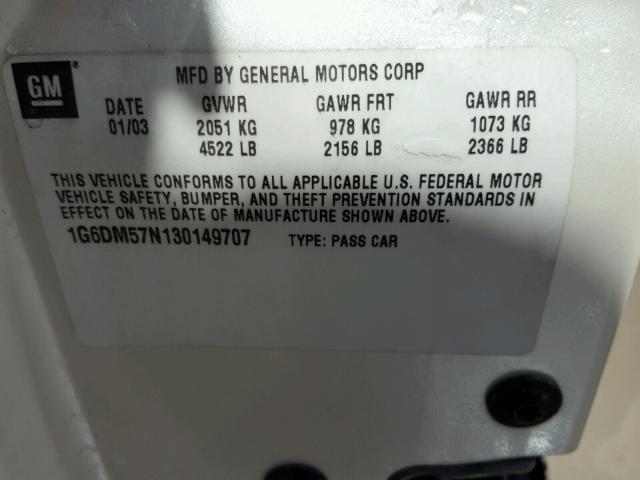 GM
MFD BY GENERAL MOTORS CORP
DATE GVWR GAWR FRT GAWR RR
01/03 2051 KG 978 KG 1073 KG
4522 LB 2156 LB 2366 LB
THIS VEHICLE CONFORMS TO ALL APPLICABLE U.S. FEDERAL MOTOR
VEHICLE SAFETY, BUMPER, AND THEFT PREVENTION STANDARDS IN
EFFECT ON THE DATE OF MANUFACTURE SHOWN ABOVE.
1G6DM57N130149707 TYPE: PASS CAR